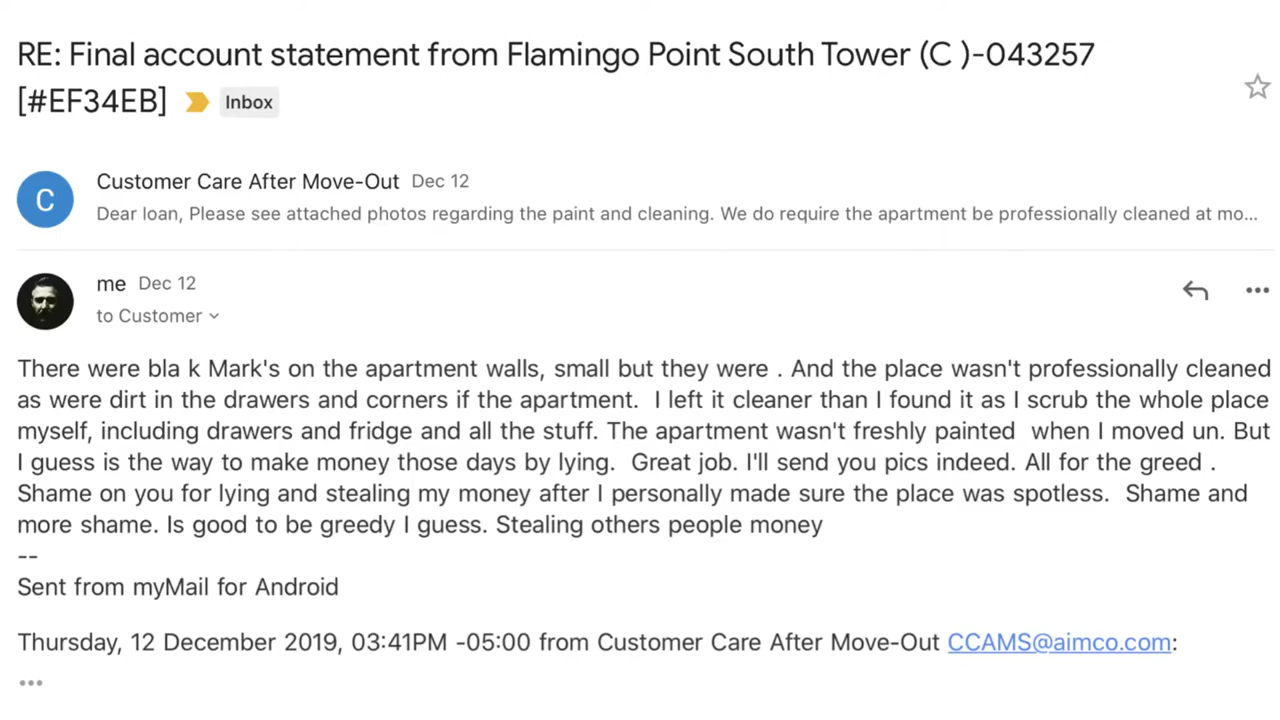 RE: Final account statement from Flamingo Point South Tower (C )-043257
[#EF34EB] Inbox
C
Customer Care After Move-Out Dec 12
Dear Ioan, Please see attached photos regarding the paint and cleaning. We do require the apartment be professionally cleaned at mo...
me Dec 12
to Customer
There were bla k Mark's on the apartment walls, small but they were . And the place wasn't professionally cleaned
as were dirt in the drawers and corners if the apartment. I left it cleaner than I found it as I scrub the whole place
myself, including drawers and fridge and all the stuff. The apartment wasn't freshly painted when I moved un. But
I guess is the way to make money those days by lying. Great job. I'll send you pics indeed. All for the greed .
Shame on you for lying and stealing my money after I personally made sure the place was spotless. Shame and
more shame. Is good to be greedy I guess. Stealing others people money
--
Sent from myMail for Android
Thursday, 12 December 2019, 03:41PM -05:00 from Customer Care After Move-Out CCAMS@aimco.com: